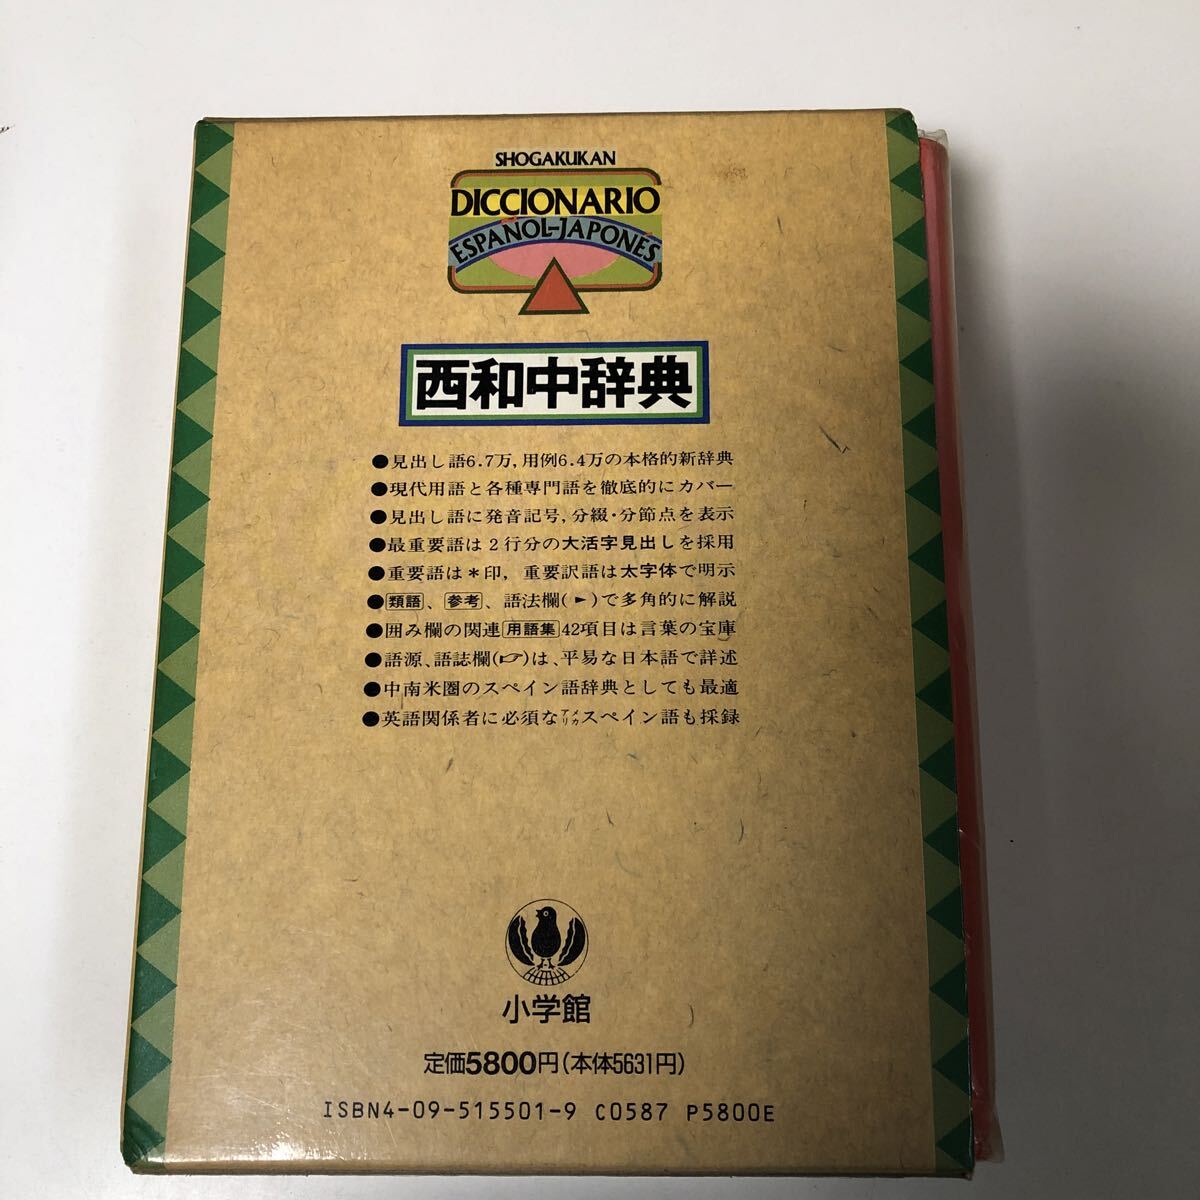 SHOGAKUKAN
DICCIONARIO
ESPAÑOL-JAPONÉS
西和中辞典
●見出し語6.7万,用例6.4万の本格的新辞典
●現代用語と各種専門語を徹底的にカバー
●見出し語に発音記号,分綴・分節点を表示
●最重要語は2行分の大活字見出しを採用
●重要語は*印，重要訳語は太字体で明示
●類語、参考、語法欄(►)で多角的に解説
●囲み欄の関連用語集42項目は言葉の宝庫
●語源、語誌欄(☞)は、平易な日本語で詳述
●中南米圏のスペイン語辞典としても最適
●英語関係者に必須なアメリカスペイン語も採録
小学館
定価5800円(本体5631円)
ISBN4-09-515501-9 C0587 P5800E